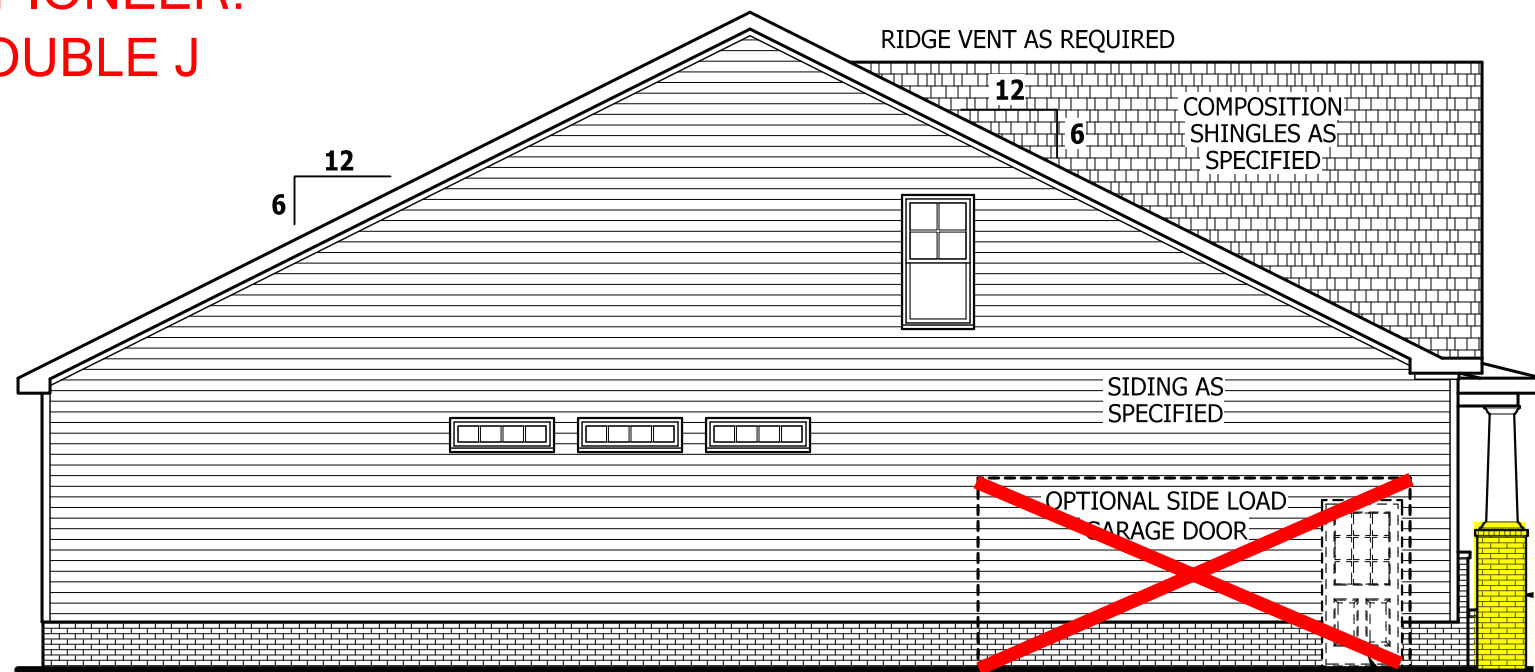 PIONEER:
OUBLE J
RIDGE VENT AS REQUIRED
12
6
COMPOSITION
SHINGLES AS
SPECIFIED
12
6
SIDING AS
SPECIFIED
OPTIONAL SIDE LOAD
GARAGE DOOR